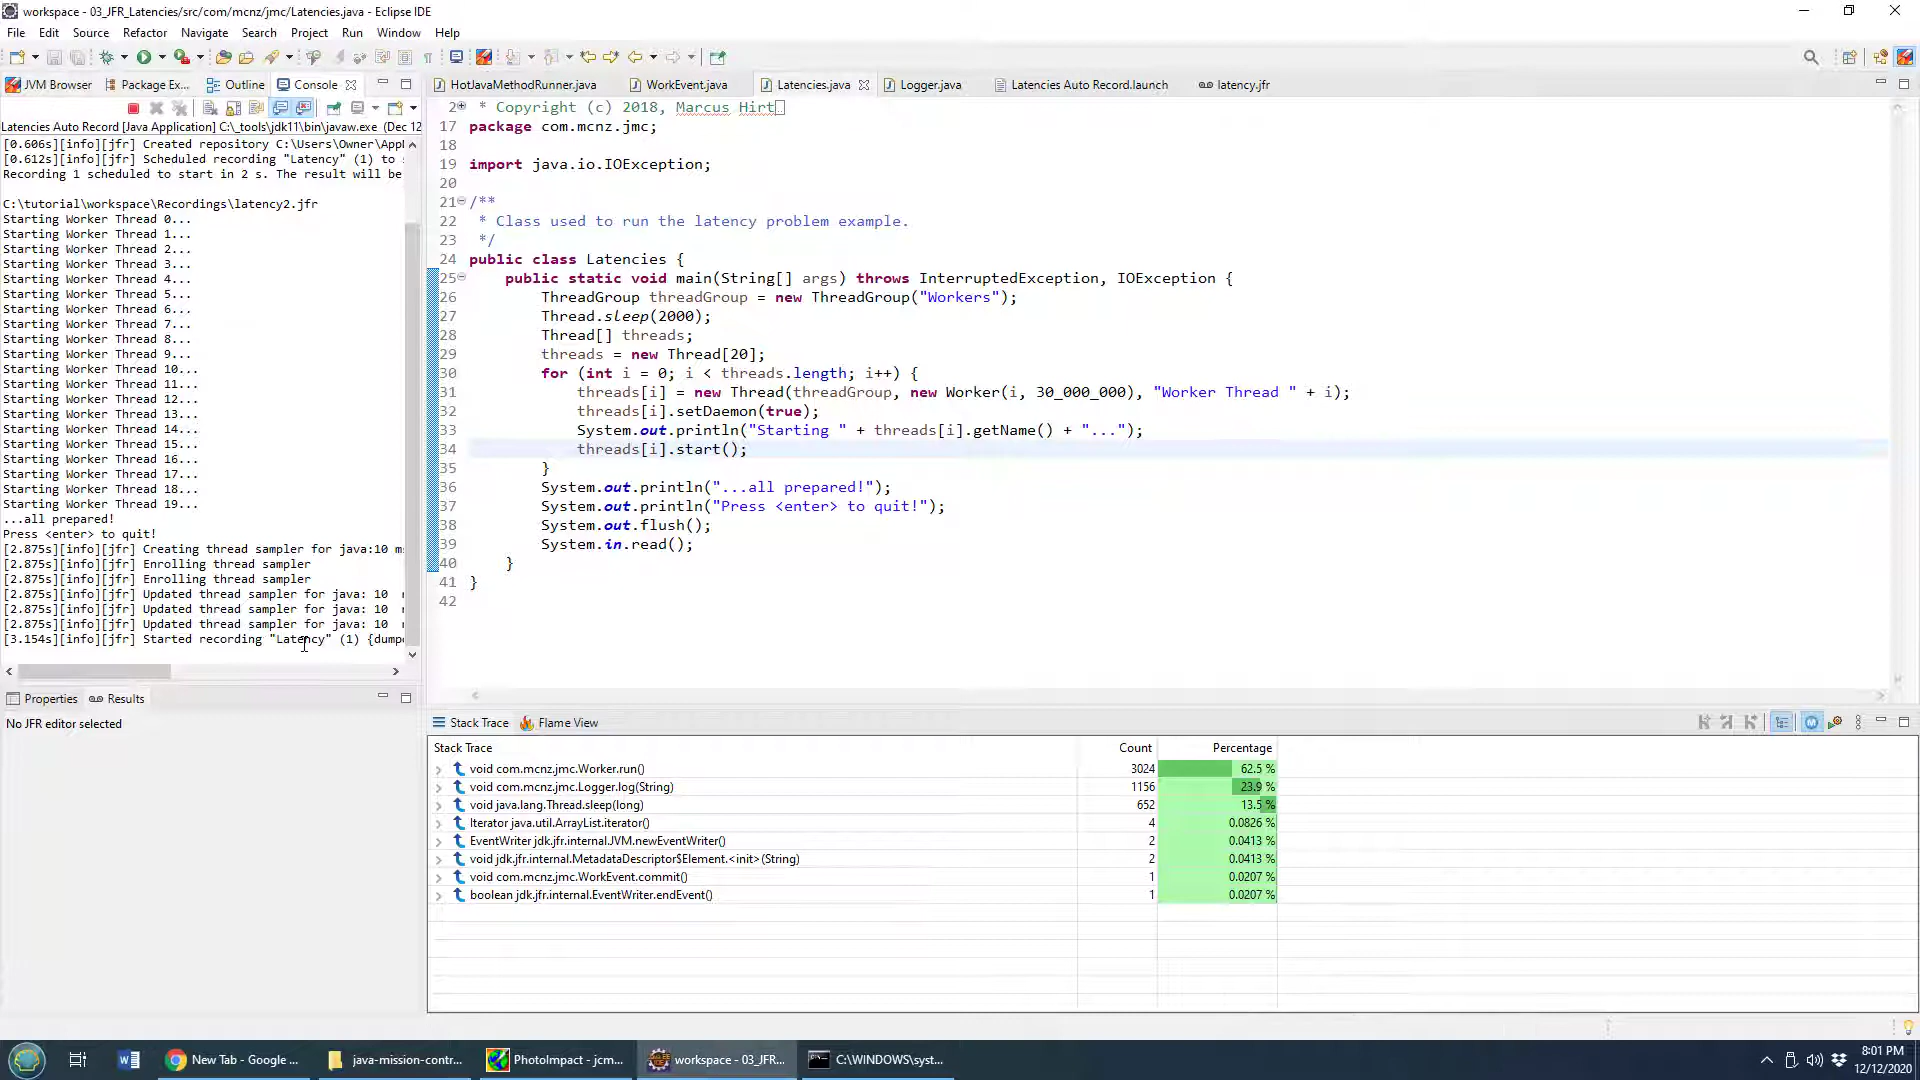 workspace - 03_JFR_Latencies/src/com/mcnz/jmc/Latencies.java - Eclipse IDE
File Edit Source Refactor Navigate Search Project Run Window Help
JVM Browser Package Ex... Outline Console
HotJavaMethodRunner.java WorkEvent.java Latencies.java Logger.java Latencies Auto Record.launch latency.jfr
Latencies Auto Record [Java Application] C:\_tools\jdk11\bin\javaw.exe (Dec 12
[0.606s][info][jfr] Created repository C:\Users\Owner\App
[0.612s][info][jfr] Scheduled recording "Latency" (1) to
Recording 1 scheduled to start in 2 s. The result will be
C:\tutorial\workspace\Recordings\latency2.jfr
Starting Worker Thread 0...
Starting Worker Thread 1...
Starting Worker Thread 2...
Starting Worker Thread 3...
Starting Worker Thread 4...
Starting Worker Thread 5...
Starting Worker Thread 6...
Starting Worker Thread 7...
Starting Worker Thread 8...
Starting Worker Thread 9...
Starting Worker Thread 10...
Starting Worker Thread 11...
Starting Worker Thread 12...
Starting Worker Thread 13...
Starting Worker Thread 14...
Starting Worker Thread 15...
Starting Worker Thread 16...
Starting Worker Thread 17...
Starting Worker Thread 18...
Starting Worker Thread 19...
...all prepared!
Press <enter> to quit!
[2.875s][info][jfr] Creating thread sampler for java:10 m
[2.875s][info][jfr] Enrolling thread sampler
[2.875s][info][jfr] Enrolling thread sampler
[2.875s][info][jfr] Updated thread sampler for java: 10
[2.875s][info][jfr] Updated thread sampler for java: 10
[2.875s][info][jfr] Updated thread sampler for java: 10
[3.154s][info][jfr] Started recording "Latency" (1) {dump
2 * Copyright (c) 2018, Marcus Hirt
17 package com.mcnz.jmc;
18
19 import java.io.IOException;
20
21 /**
22 * Class used to run the latency problem example.
23 */
24 public class Latencies {
25 public static void main(String[] args) throws InterruptedException, IOException {
26 ThreadGroup threadGroup = new ThreadGroup("Workers");
27 Thread.sleep(2000);
28 Thread[] threads;
29 threads = new Thread[20];
30 for (int i = 0; i < threads.length; i++) {
31 threads[i] = new Thread(threadGroup, new Worker(i, 30_000_000), "Worker Thread " + i);
32 threads[i].setDaemon(true);
33 System.out.println("Starting " + threads[i].getName() + "...");
34 threads[i].start();
35 }
36 System.out.println("...all prepared!");
37 System.out.println("Press <enter> to quit!");
38 System.out.flush();
39 System.in.read();
40 }
41 }
42
Properties Results
No JFR editor selected
Stack Trace Flame View
Stack Trace Count Percentage
void com.mcnz.jmc.Worker.run() 3024 62.5 %
void com.mcnz.jmc.Logger.log(String) 1156 23.9 %
void java.lang.Thread.sleep(long) 652 13.5 %
Iterator java.util.ArrayList.iterator() 4 0.0826 %
EventWriter jdk.jfr.internal.JVM.newEventWriter() 2 0.0413 %
void jdk.jfr.internal.MetadataDescriptor$Element.<init>(String) 2 0.0413 %
void com.mcnz.jmc.WorkEvent.commit() 1 0.0207 %
boolean jdk.jfr.internal.EventWriter.endEvent() 1 0.0207 %
New Tab - Google ... java-mission-contr... PhotoImpact - jcm... workspace - 03_JFR... C:\WINDOWS\syst...
8:01 PM
12/12/2020